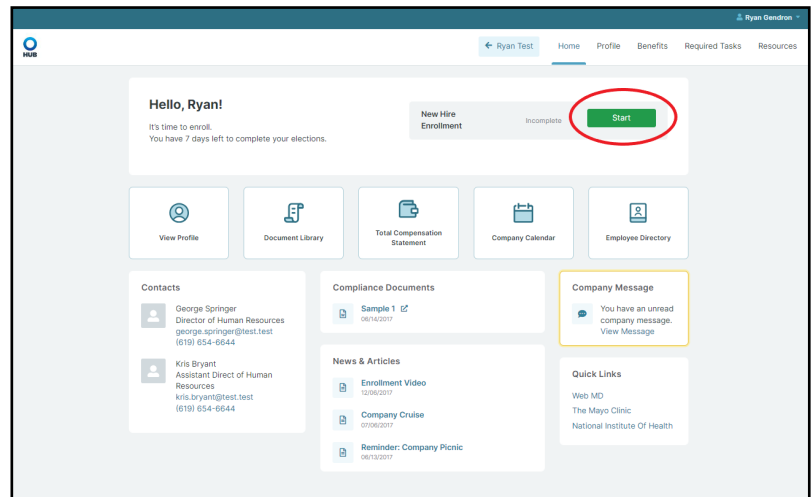 Ryan Gendron
HUB
Ryan Test
Home
Profile
Benefits
Required Tasks
Resources
Hello, Ryan!
It's time to enroll.
You have 7 days left to complete your elections.
New Hire
Enrollment
Incomplete
Start
View Profile
Document Library
Total Compensation
Statement
Company Calendar
Employee Directory
Contacts
George Springer
Director of Human Resources
george.springer@test.test
(619) 654-6644
Kris Bryant
Assistant Direct of Human
Resources
kris.bryant@test.test
(619) 654-6644
Compliance Documents
Sample 1
06/14/2017
News & Articles
Enrollment Video
12/06/2017
Company Cruise
07/06/2017
Reminder: Company Picnic
06/13/2017
Company Message
You have an unread
company message.
View Message
Quick Links
Web MD
The Mayo Clinic
National Institute Of Health